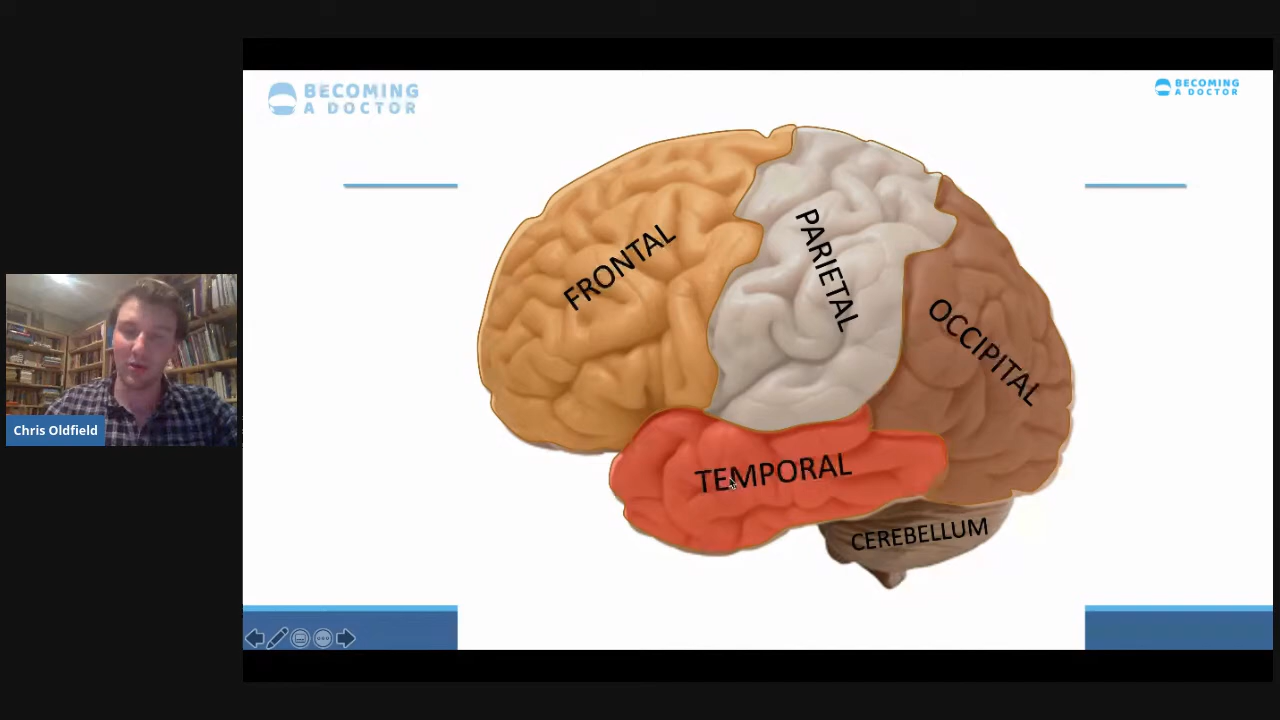 BECOMING
A DOCTOR
BECOMING
A DOCTOR
FRONTAL
PARIETAL
OCCIPITAL
TEMPORAL
CEREBELLUM
Chris Oldfield